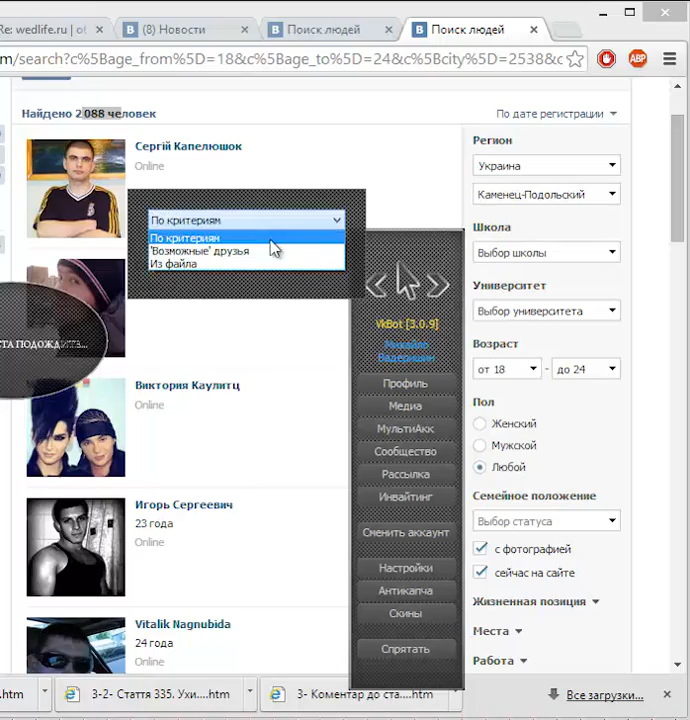 Re: wedlife.ru | от
(8) Новости
Поиск людей
Поиск людей
m/search?c%5Bage_from%5D=18&c%5Bage_to%5D=24&c%5Bcity%5D=2538&c
ABP
Найдено 2 088 человек
По дате регистрации
Сергій Капелюшок
Online
По критериям
По критериям
'Возможные' друзья
Из файла
СТА ПОДОЖДИТЕ...
Виктория Каулитц
Online
Игорь Сергеевич
23 года
Online
Vitalik Nagnubida
24 года
Online
VkBot [3.0.9]
Михайло
Профиль
Медиа
МультиАкк
Сообщество
Рассылка
Инвайтинг
Сменить аккаунт
Настройки
Антикапча
Скины
Спрятать
Регион
Украина
Каменец-Подольский
Школа
Выбор школы
Университет
Выбор университета
Возраст
от 18 - до 24
Пол
Женский
Мужской
Любой
Семейное положение
Выбор статуса
с фотографией
сейчас на сайте
Жизненная позиция
Места
Работа
.htm
3-2- Стаття 335. Ухи....htm
3- Коментар до ста....htm
Все загрузки...